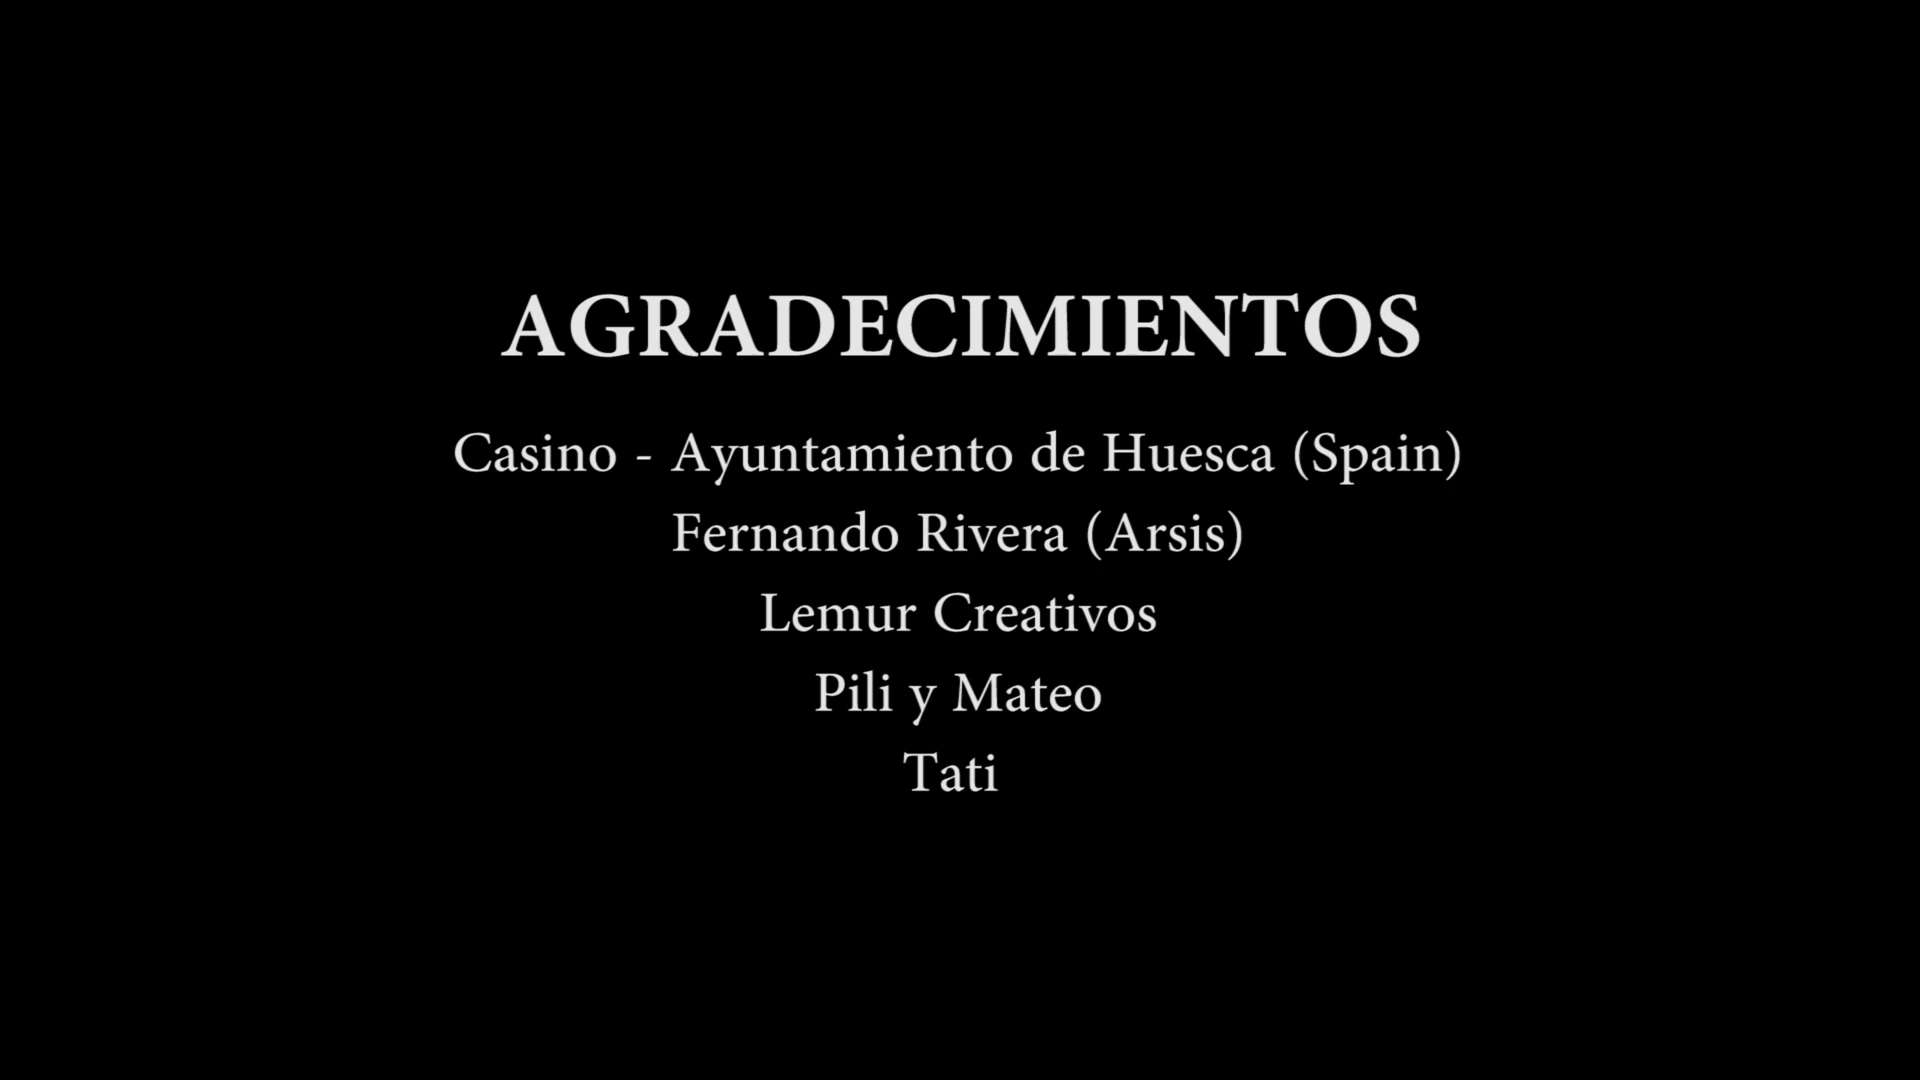 AGRADECIMIENTOS
Casino - Ayuntamiento de Huesca (Spain)
Fernando Rivera (Arsis)
Lemur Creativos
Pili y Mateo
Tati